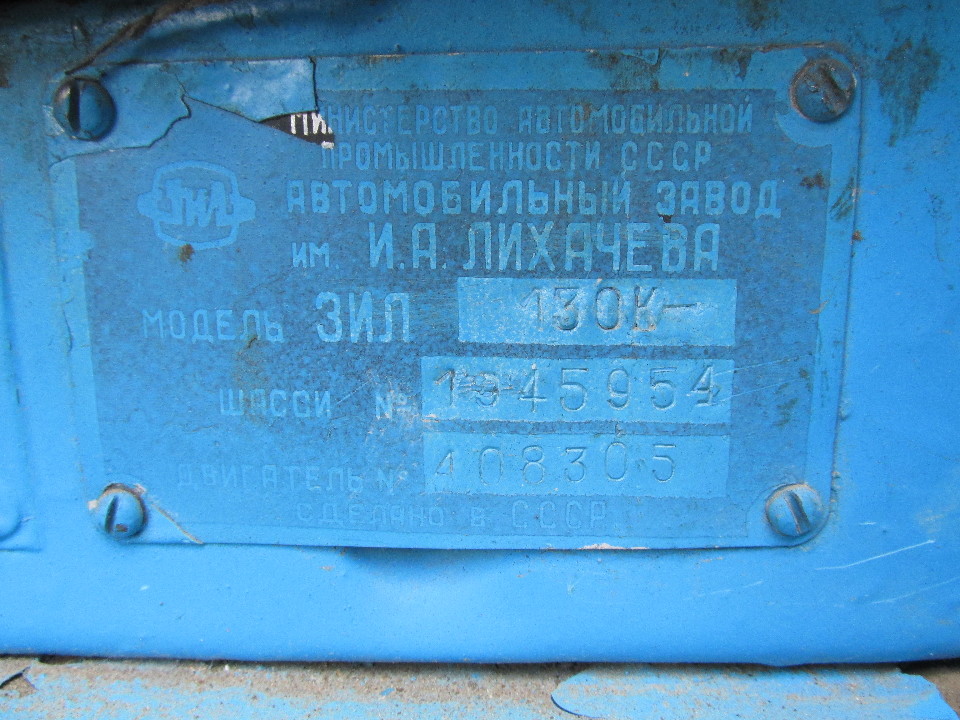 МИНИСТЕРСТВО АВТОМОБИЛЬНОЙ
ПРОМЫШЛЕННОСТИ СССР
ЗИЛ
АВТОМОБИЛЬНЫЙ ЗАВОД
ИМ. И.А. ЛИХАЧЕВА
МОДЕЛЬ ЗИЛ 130К-
ШАССИ № 1945954
ДВИГАТЕЛЬ № 408305
СДЕЛАНО В СССР